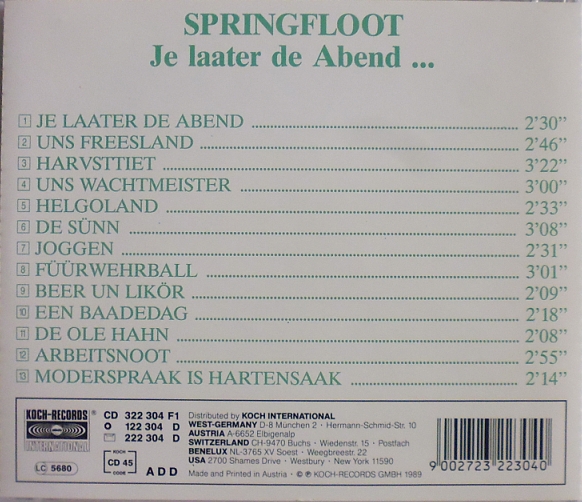 SPRINGFLOOT
Je laater de Abend ...
1 JE LAATER DE ABEND 2'30"
2 UNS FREESLAND 2'46"
3 HARVSTTIET 3'22"
4 UNS WACHTMEISTER 3'00"
5 HELGOLAND 2'33"
6 DE SÜNN 3'08"
7 JOGGEN 2'31"
8 FÜÜRWEHRBALL 3'01"
9 BEER UN LIKÖR 2'09"
10 EEN BAADEDAG 2'18"
11 DE OLE HAHN 2'08"
12 ARBEITSNOOT 2'55"
13 MODERSPRAAK IS HARTENSAAK 2'14"
KOCH-RECORDS
INTERNATIONAL
LC 5680
CD 322 304 F1
122 304 D
222 304 D
KOCH
CD 45
CODE
A D D
Distributed by KOCH INTERNATIONAL
WEST-GERMANY D-8 München 2 · Hermann-Schmid-Str. 10
AUSTRIA A-6652 Elbigenalp
SWITZERLAND CH-9470 Buchs · Wiedenstr. 15 · Postfach
BENELUX NL-3765 XV Soest · Weegbreestr. 22
USA 2700 Shames Drive · Westbury · New York 11590
Made and Printed in Austria · © ℗ KOCH-RECORDS GMBH 1989
9 002723 223040